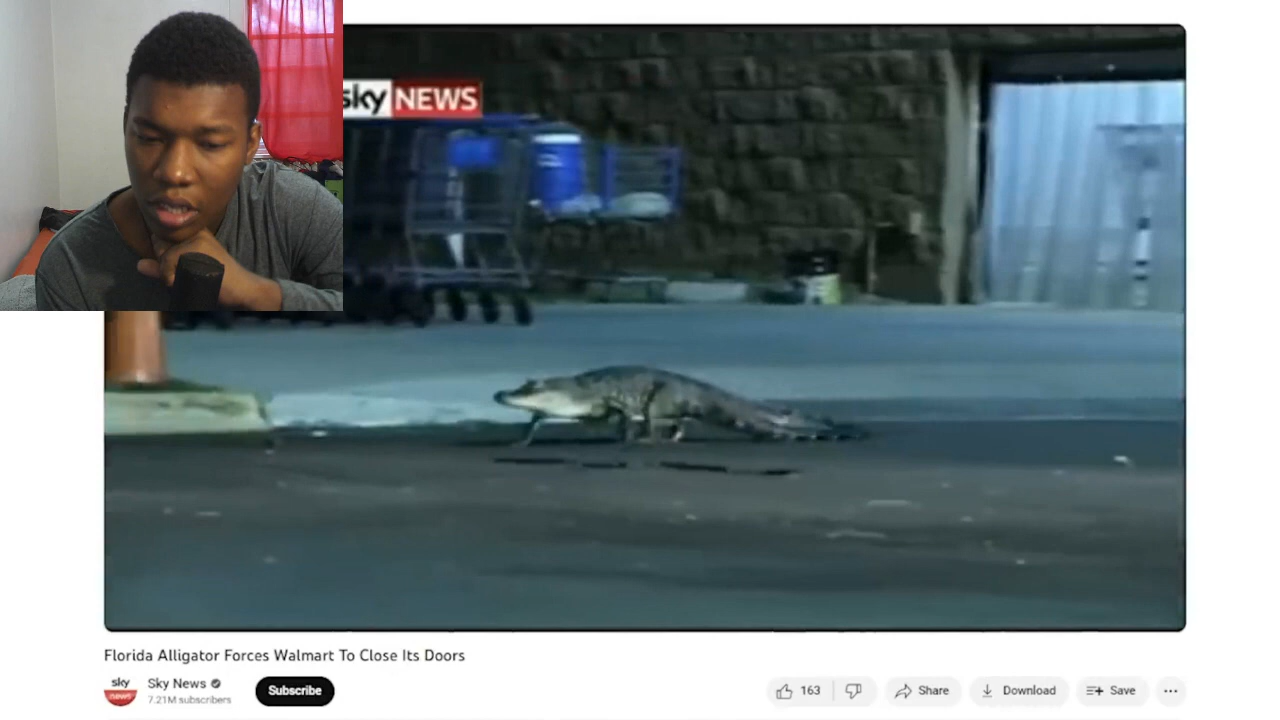 sky NEWS
Florida Alligator Forces Walmart To Close Its Doors
sky
news
Sky News
7.21M subscribers
Subscribe
163
Share
Download
Save